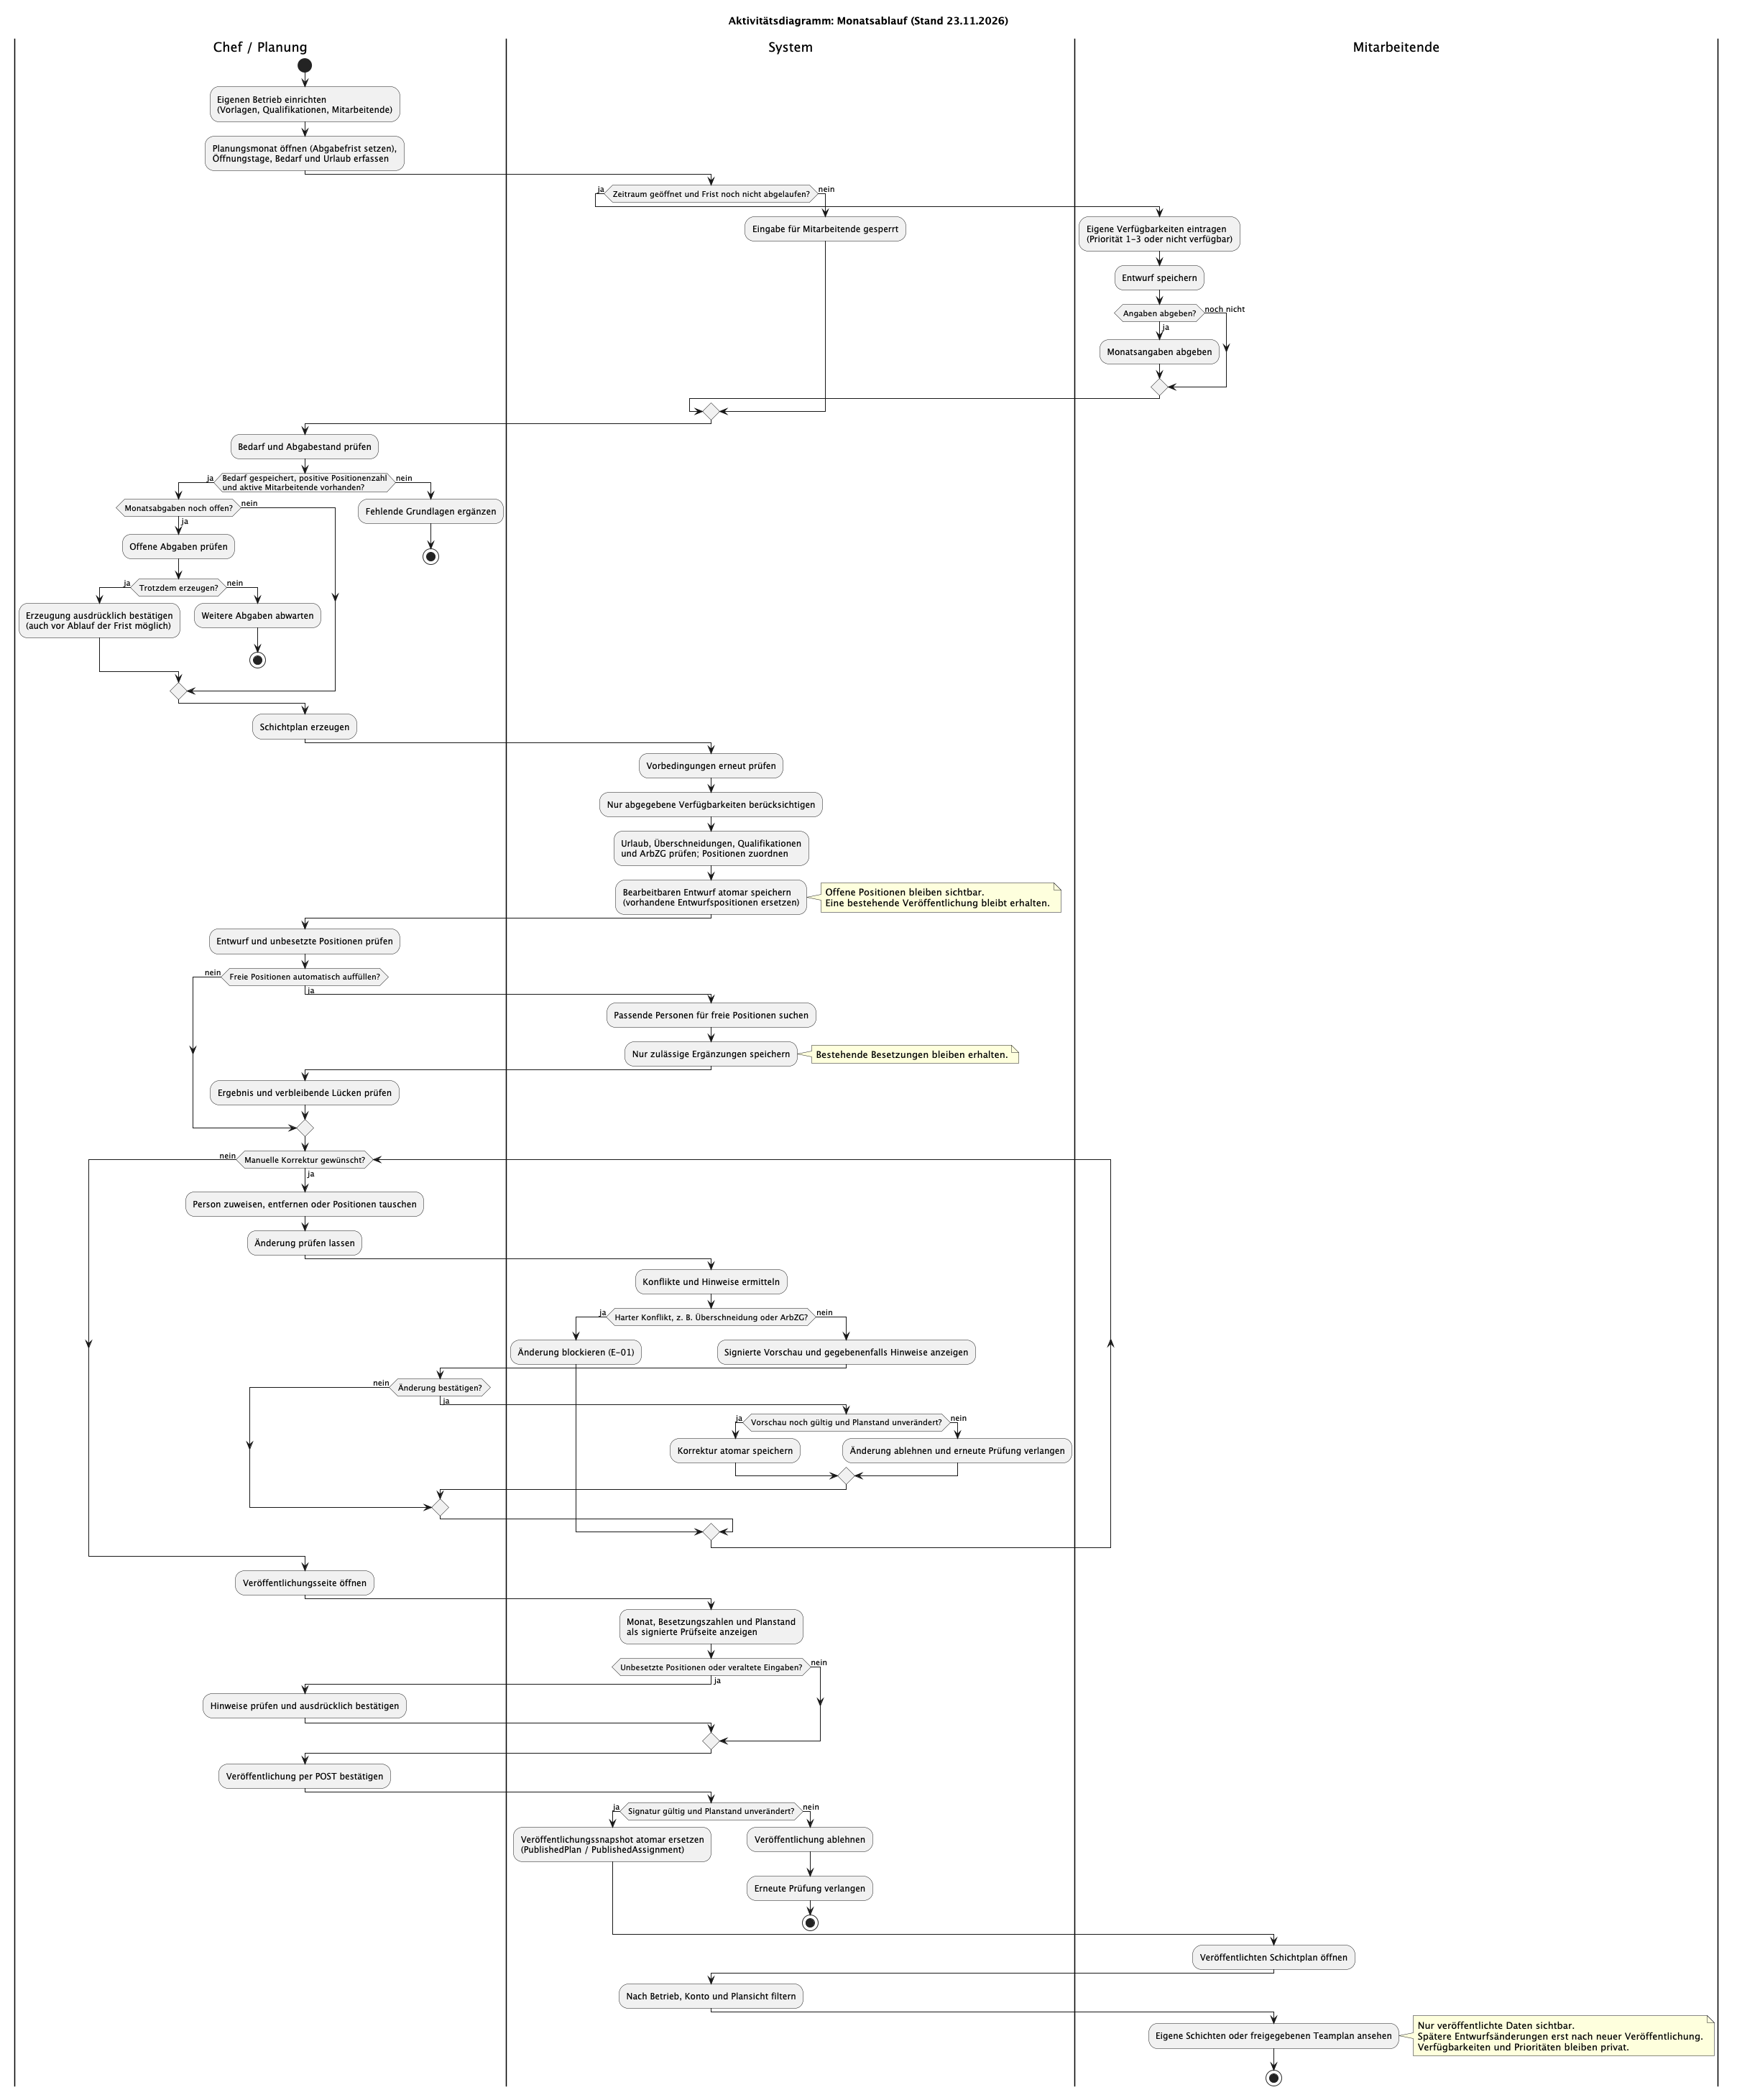 Aktivitätsdiagramm: Monatsablauf (Stand 23.11.2026)
Chef / Planung
System
Mitarbeitende
Eigenen Betrieb einrichten
(Vorlagen, Qualifikationen, Mitarbeitende)
Planungsmonat öffnen (Abgabefrist setzen),
Öffnungstage, Bedarf und Urlaub erfassen
ja
Zeitraum geöffnet und Frist noch nicht abgelaufen?
nein
Eingabe für Mitarbeitende gesperrt
Eigene Verfügbarkeiten eintragen
(Priorität 1–3 oder nicht verfügbar)
Entwurf speichern
Angaben abgeben?
noch nicht
ja
Monatsangaben abgeben
Bedarf und Abgabestand prüfen
ja
Bedarf gespeichert, positive Positionenzahl
und aktive Mitarbeitende vorhanden?
nein
Monatsabgaben noch offen?
nein
ja
Fehlende Grundlagen ergänzen
Offene Abgaben prüfen
ja
Trotzdem erzeugen?
nein
Erzeugung ausdrücklich bestätigen
(auch vor Ablauf der Frist möglich)
Weitere Abgaben abwarten
Schichtplan erzeugen
Vorbedingungen erneut prüfen
Nur abgegebene Verfügbarkeiten berücksichtigen
Urlaub, Überschneidungen, Qualifikationen
und ArbZG prüfen; Positionen zuordnen
Bearbeitbaren Entwurf atomar speichern
(vorhandene Entwurfspositionen ersetzen)
Offene Positionen bleiben sichtbar.
Eine bestehende Veröffentlichung bleibt erhalten.
Entwurf und unbesetzte Positionen prüfen
nein
Freie Positionen automatisch auffüllen?
ja
Passende Personen für freie Positionen suchen
Nur zulässige Ergänzungen speichern
Bestehende Besetzungen bleiben erhalten.
Ergebnis und verbleibende Lücken prüfen
nein
Manuelle Korrektur gewünscht?
ja
Person zuweisen, entfernen oder Positionen tauschen
Änderung prüfen lassen
Konflikte und Hinweise ermitteln
ja
Harter Konflikt, z. B. Überschneidung oder ArbZG?
nein
Änderung blockieren (E-01)
Signierte Vorschau und gegebenenfalls Hinweise anzeigen
nein
Änderung bestätigen?
ja
ja
Vorschau noch gültig und Planstand unverändert?
nein
Korrektur atomar speichern
Änderung ablehnen und erneute Prüfung verlangen
Veröffentlichungsseite öffnen
Monat, Besetzungszahlen und Planstand
als signierte Prüfseite anzeigen
Unbesetzte Positionen oder veraltete Eingaben?
nein
ja
Hinweise prüfen und ausdrücklich bestätigen
Veröffentlichung per POST bestätigen
ja
Signatur gültig und Planstand unverändert?
nein
Veröffentlichungssnapshot atomar ersetzen
(PublishedPlan / PublishedAssignment)
Veröffentlichung ablehnen
Erneute Prüfung verlangen
Veröffentlichten Schichtplan öffnen
Nach Betrieb, Konto und Plansicht filtern
Eigene Schichten oder freigegebenen Teamplan ansehen
Nur veröffentlichte Daten sichtbar.
Spätere Entwurfsänderungen erst nach neuer Veröffentlichung.
Verfügbarkeiten und Prioritäten bleiben privat.